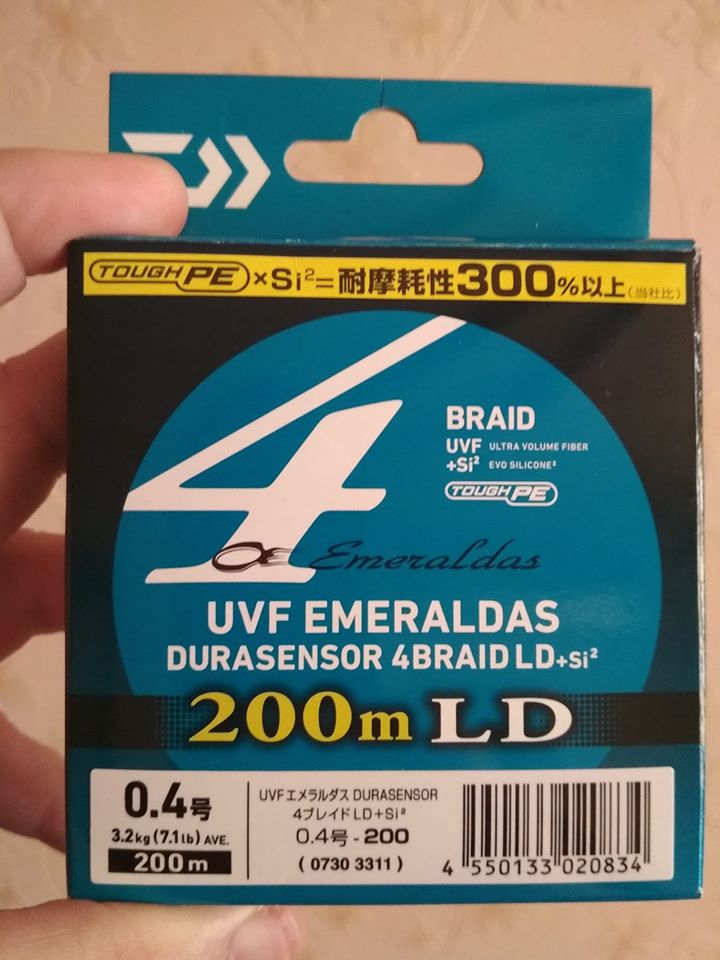 TOUGH PE ×Si²=耐摩耗性300%以上(当社比)
4
BRAID
UVF ULTRA VOLUME FIBER
+Si² EVO SILICONE²
TOUGH PE
Emeraldas
UVF EMERALDAS
DURASENSOR 4BRAID LD+Si²
200m LD
0.4号
3.2kg(7.1lb)AVE.
200m
UVFエメラルダス DURASENSOR
4ブレイドLD+Si²
0.4号-200
(0730 3311)
4 550133 020834